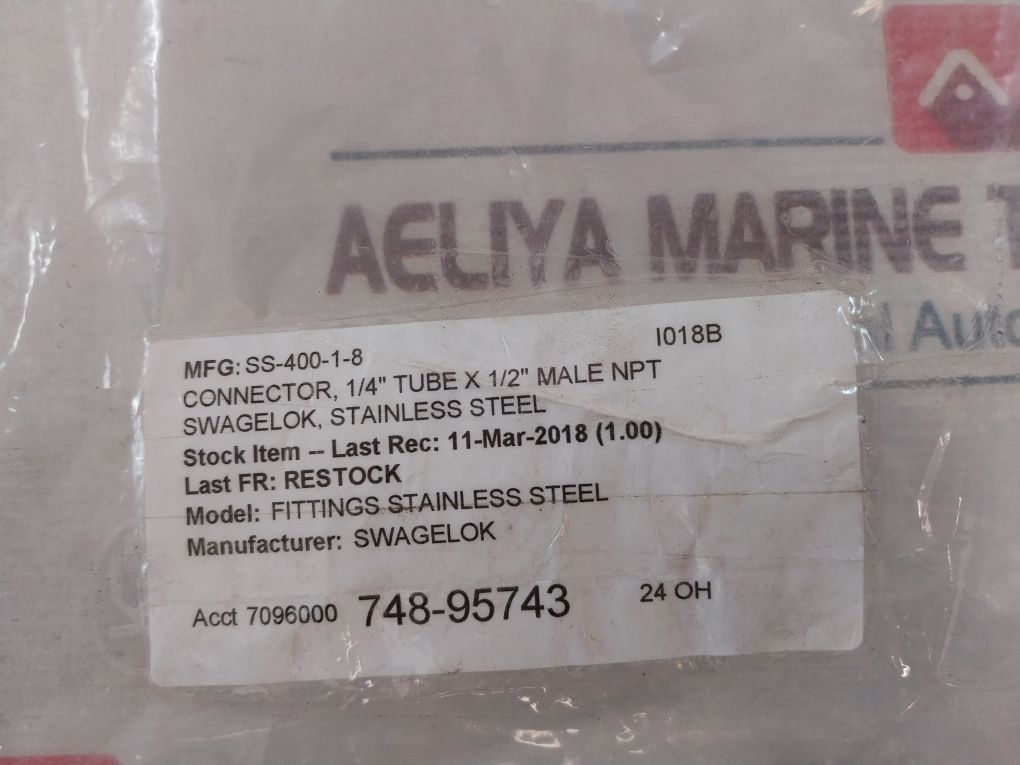 AELIYA MARINE
I018B
MFG: SS-400-1-8
CONNECTOR, 1/4" TUBE X 1/2" MALE NPT
SWAGELOK, STAINLESS STEEL
Stock Item -- Last Rec: 11-Mar-2018 (1.00)
Last FR: RESTOCK
Model: FITTINGS STAINLESS STEEL
Manufacturer: SWAGELOK
Acct 7096000 748-95743 24 OH